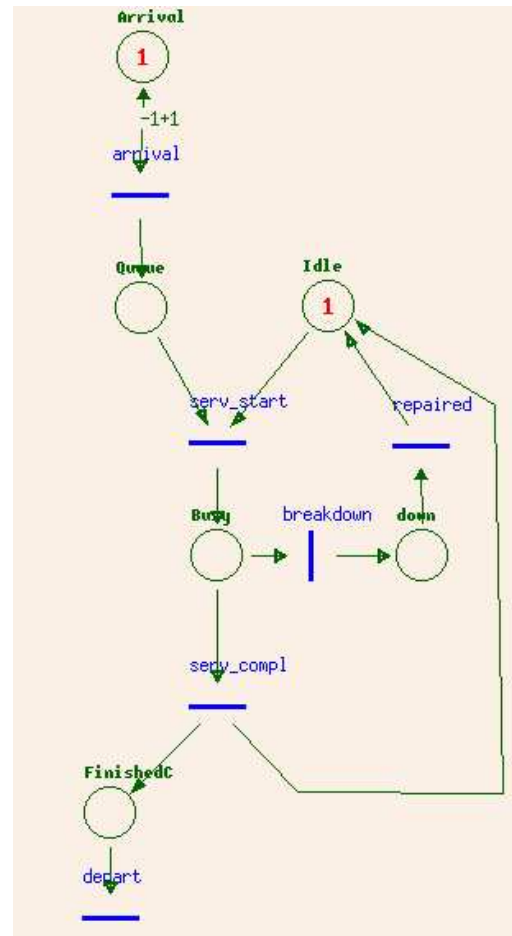 Arrival
1
-1+1
arrival
Queue
Idle
1
serv_start
repaired
Busy
breakdown
down
serv_compl
FinishedC
depart